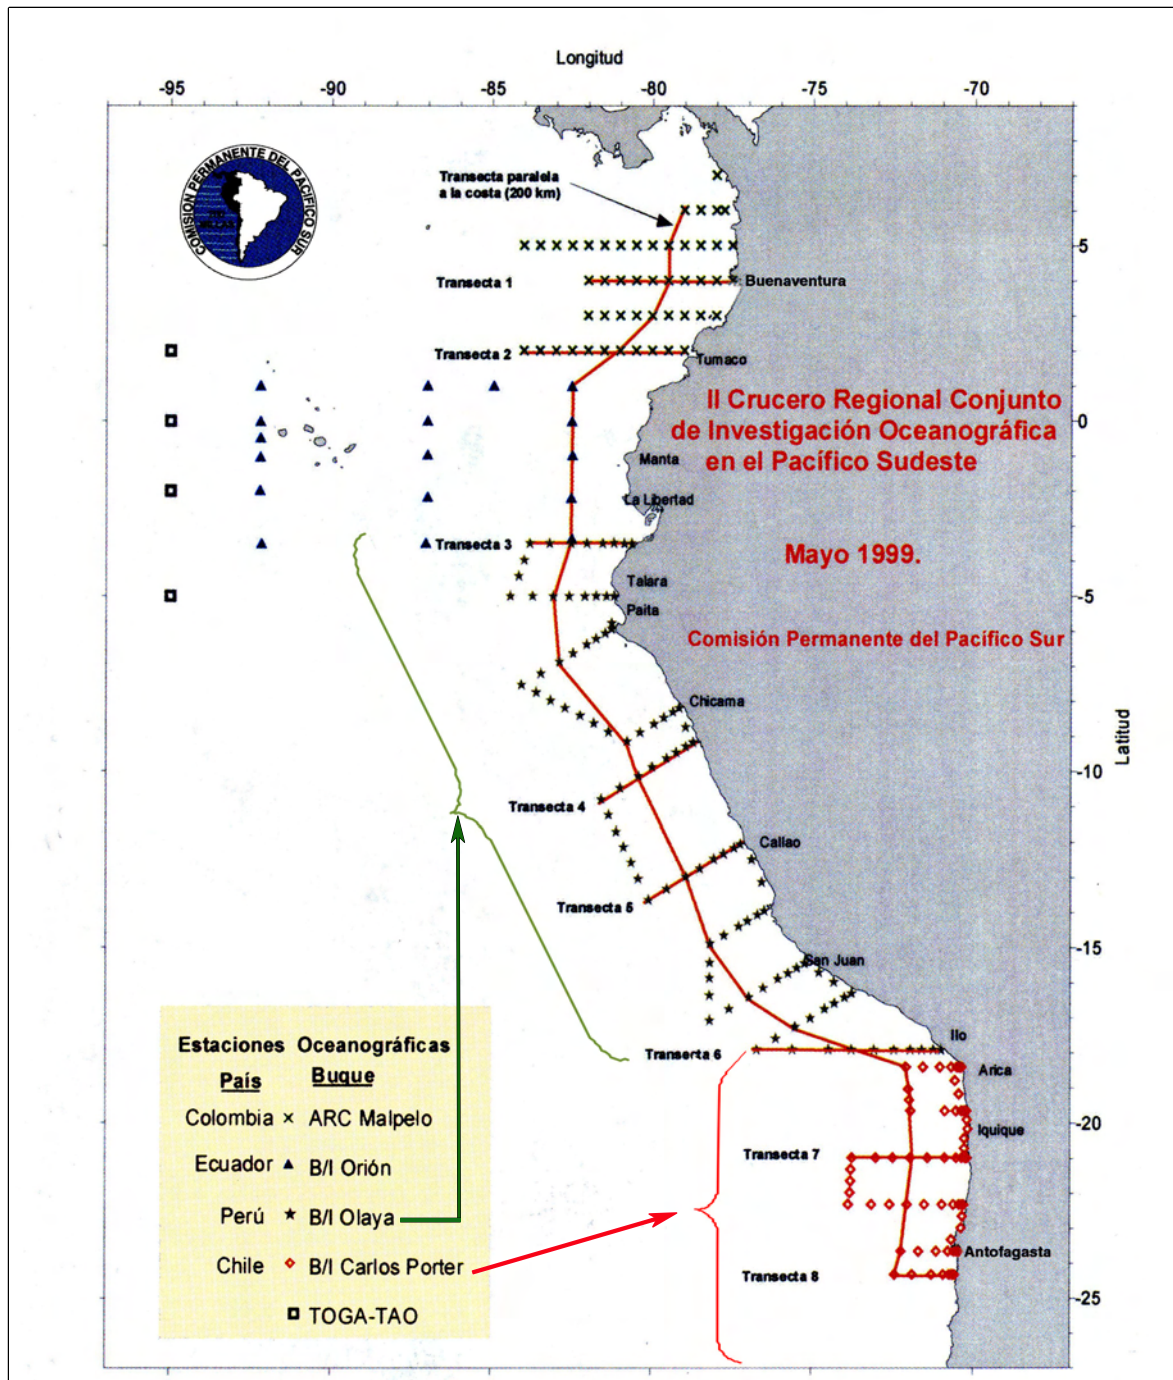 Longitud
-95 -90 -85 -80 -75 -70
COMISION PERMANENTE DEL PACIFICO SUR
Transecta paralela
a la costa (200 km)
5
Transecta 1
Buenaventura
Transecta 2
Tumaco
II Crucero Regional Conjunto
de Investigación Oceanográfica
en el Pacífico Sudeste
0
Manta
La Libertad
Transecta 3
Mayo 1999.
Talara
Paita
-5
Comisión Permanente del Pacífico Sur
Chicama
Latitud
-10
Transecta 4
Callao
Transecta 5
-15
San Juan
Ilo
Transecta 6
Arica
-20
Iquique
Transecta 7
Antofagasta
Transecta 8
-25
Estaciones Oceanográficas
País Buque
Colombia ARC Malpelo
Ecuador B/I Orión
Perú B/I Olaya
Chile B/I Carlos Porter
TOGA-TAO